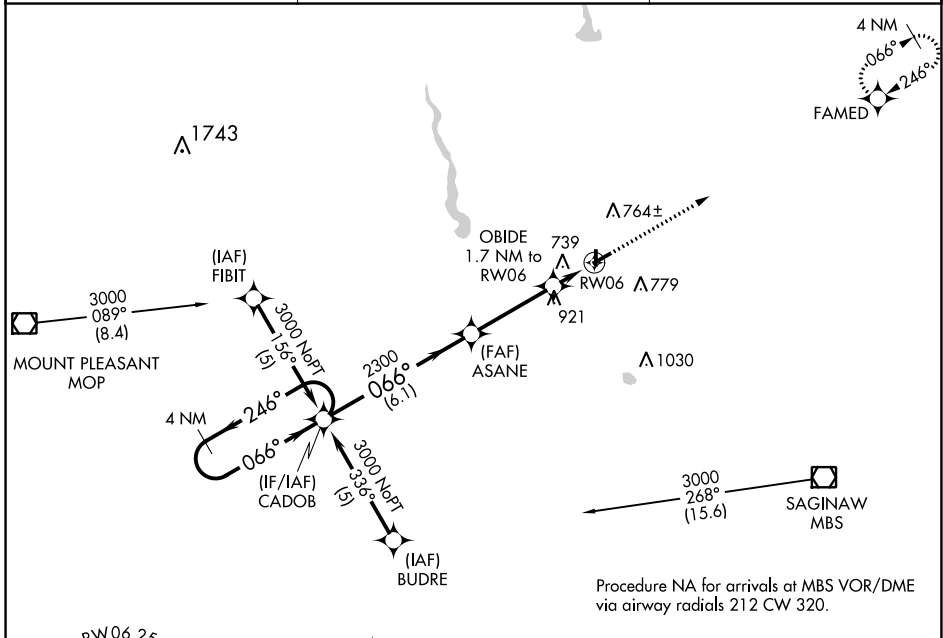 4 NM
066°
246°
FAMED
1743
764±
OBIDE
1.7 NM to
RW06
739
RW06
779
921
(IAF)
FIBIT
3000
089°
(8.4)
MOUNT PLEASANT
MOP
3000 NoPT
156°
(5)
2300
066°
(6.1)
(FAF)
ASANE
1030
4 NM
246°
066°
(IF/IAF)
CADOB
3000 NoPT
336°
(5)
(IAF)
BUDRE
3000
268°
(15.6)
SAGINAW
MBS
Procedure NA for arrivals at MBS VOR/DME
via airway radials 212 CW 320.
RW06 25